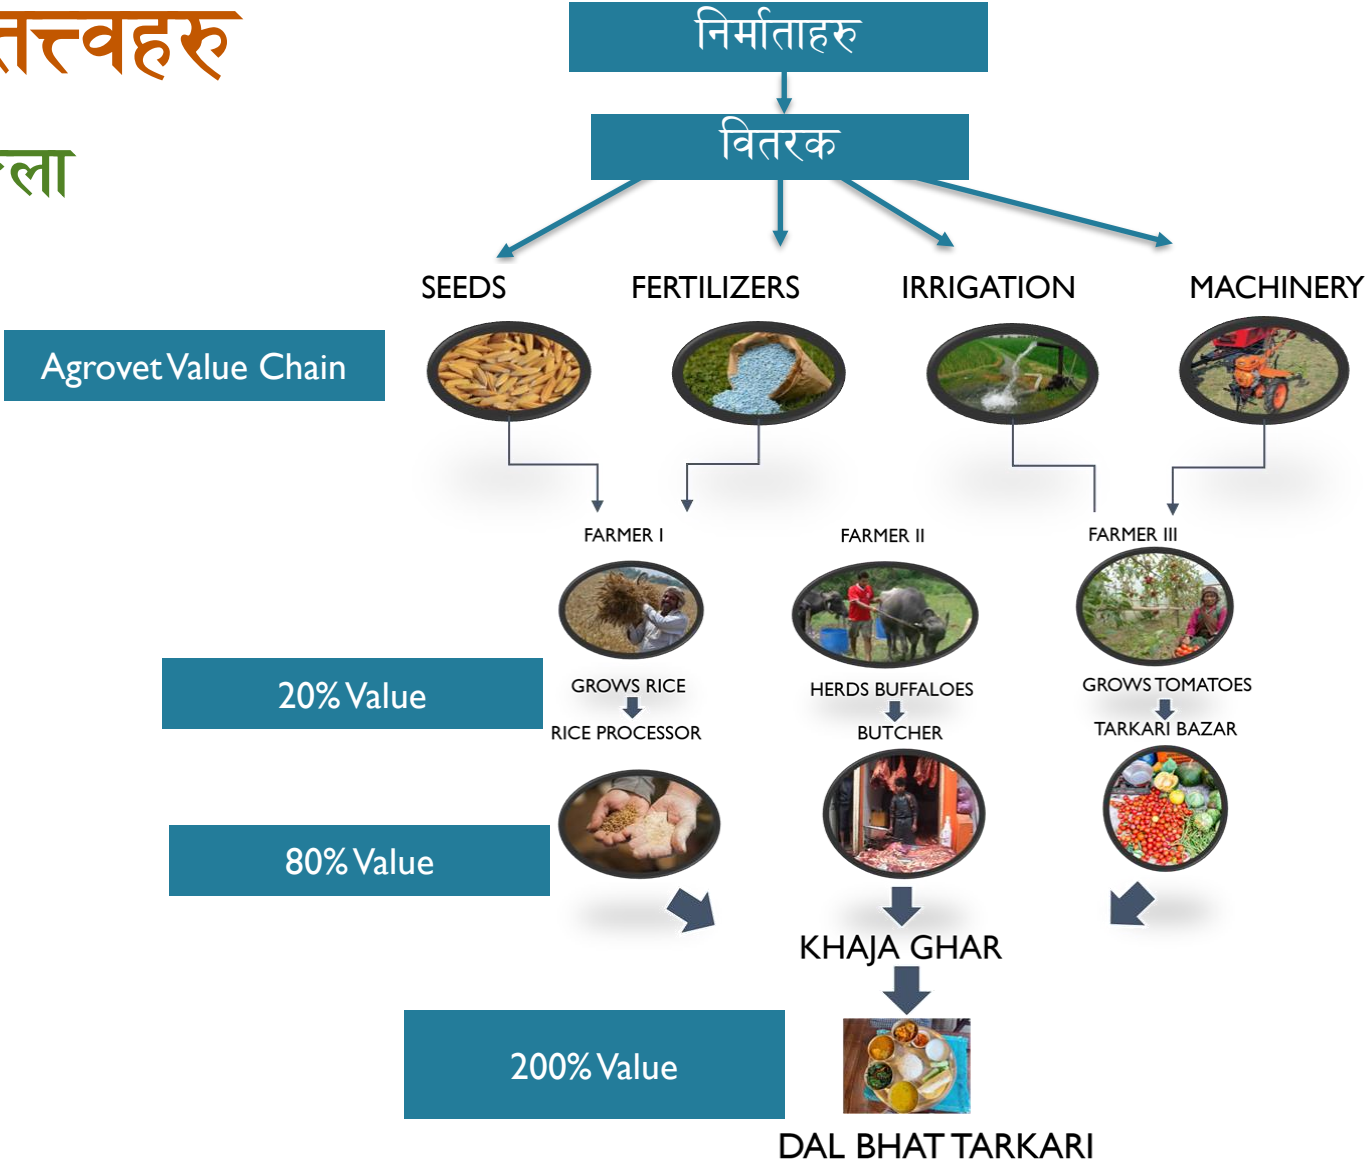 तत्त्वहरु
निर्माताहरु
वितरक
SEEDS
FERTILIZERS
IRRIGATION
MACHINERY
Agrovet Value Chain
FARMER I
FARMER II
FARMER III
20% Value
GROWS RICE
HERDS BUFFALOES
GROWS TOMATOES
RICE PROCESSOR
BUTCHER
TARKARI BAZAR
80% Value
KHAJA GHAR
200% Value
DAL BHAT TARKARI